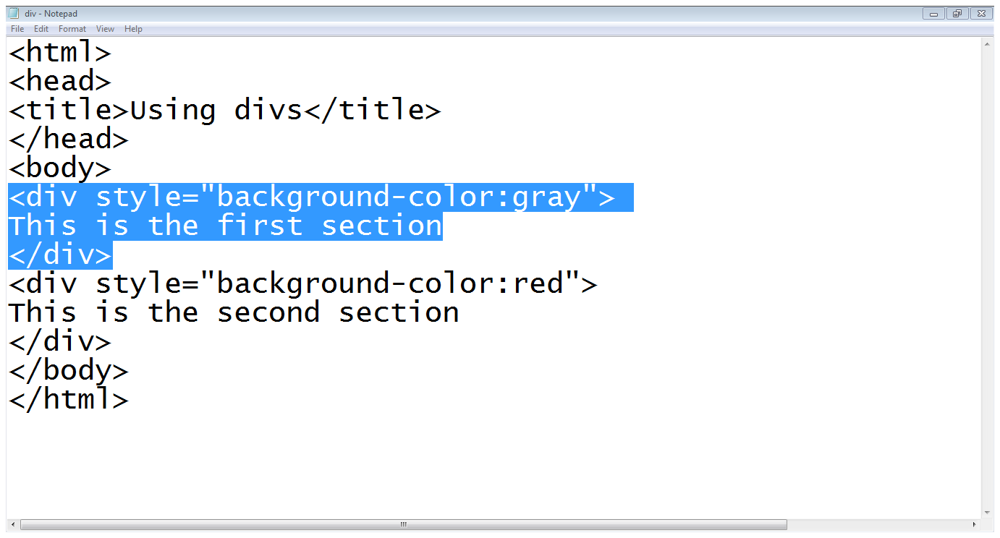 div - Notepad
File Edit Format View Help
<html>
<head>
<title>Using divs</title>
</head>
<body>
<div style="background-color:gray">
This is the first section
</div>
<div style="background-color:red">
This is the second section
</div>
</body>
</html>